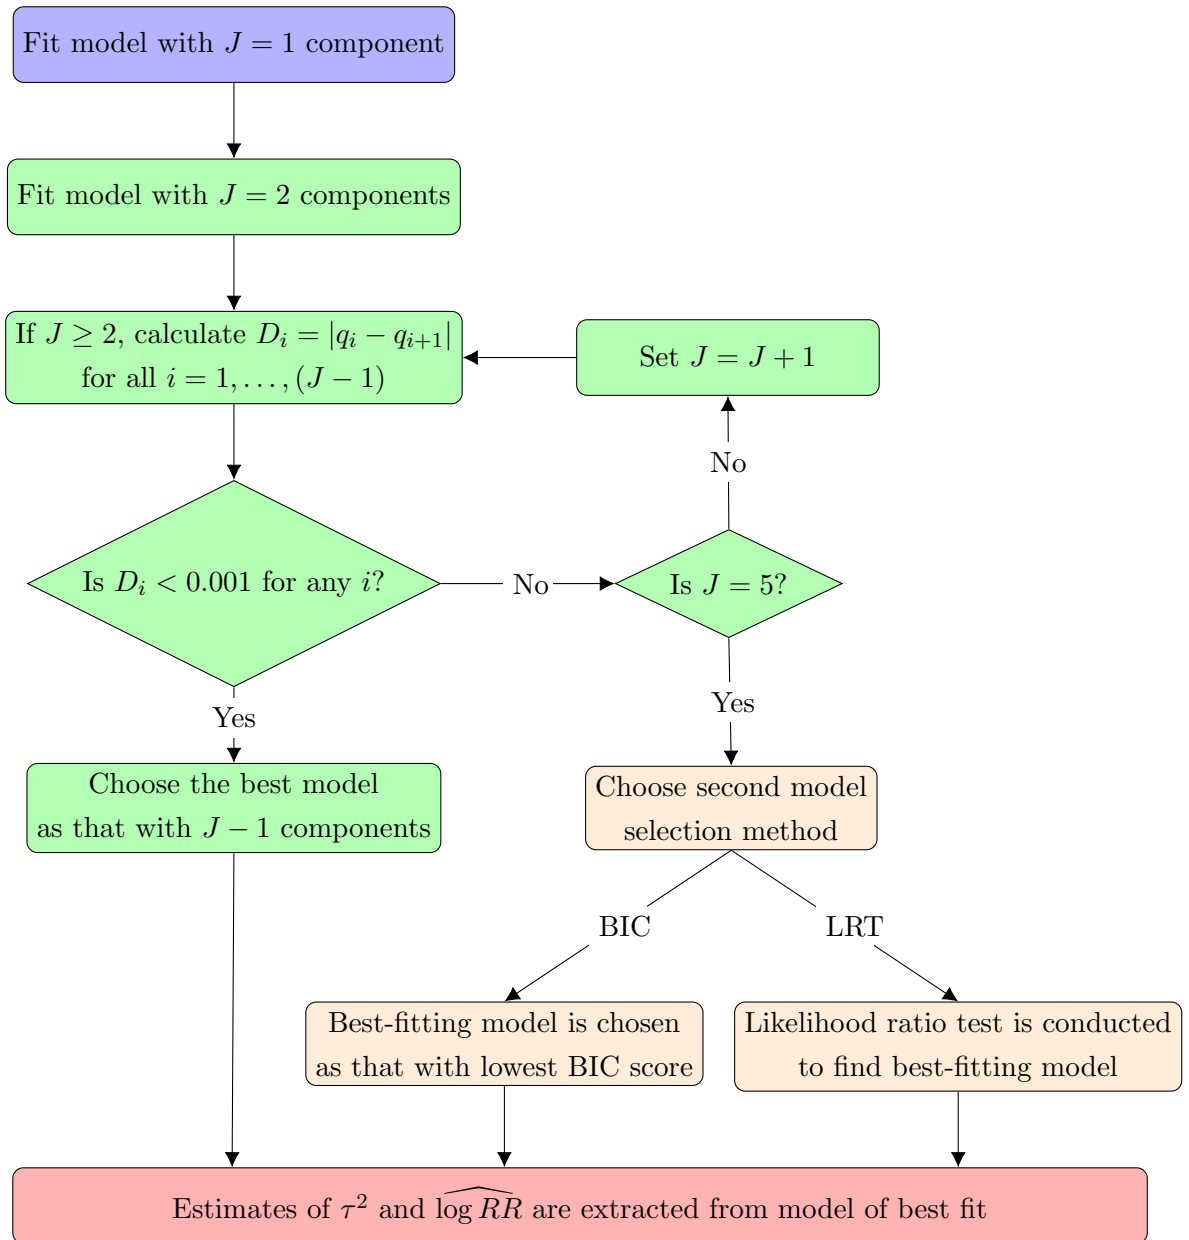 Fit model with J = 1 component
Fit model with J = 2 components
If J ≥ 2, calculate D_i = |q_i − q_{i+1}|
for all i = 1, . . . , (J − 1)
Set J = J + 1
No
Is D_i < 0.001 for any i?
No
Is J = 5?
Yes
Yes
Choose the best model
as that with J − 1 components
Choose second model
selection method
BIC
LRT
Best-fitting model is chosen
as that with lowest BIC score
Likelihood ratio test is conducted
to find best-fitting model
Estimates of τ² and \widehat{log RR} are extracted from model of best fit